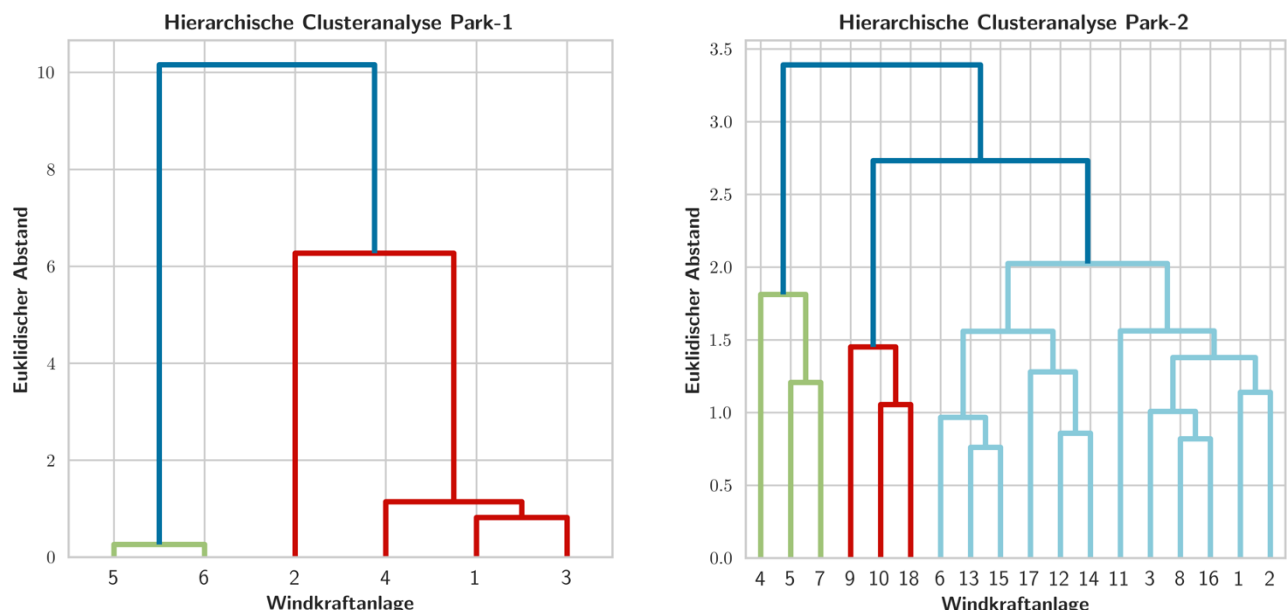 Hierarchische Clusteranalyse Park-1
Euklidischer Abstand
10
8
6
4
2
0
5 6 2 4 1 3
Windkraftanlage
Hierarchische Clusteranalyse Park-2
Euklidischer Abstand
3.5
3.0
2.5
2.0
1.5
1.0
0.5
0.0
4 5 7 9 10 18 6 13 15 17 12 14 11 3 8 16 1 2
Windkraftanlage